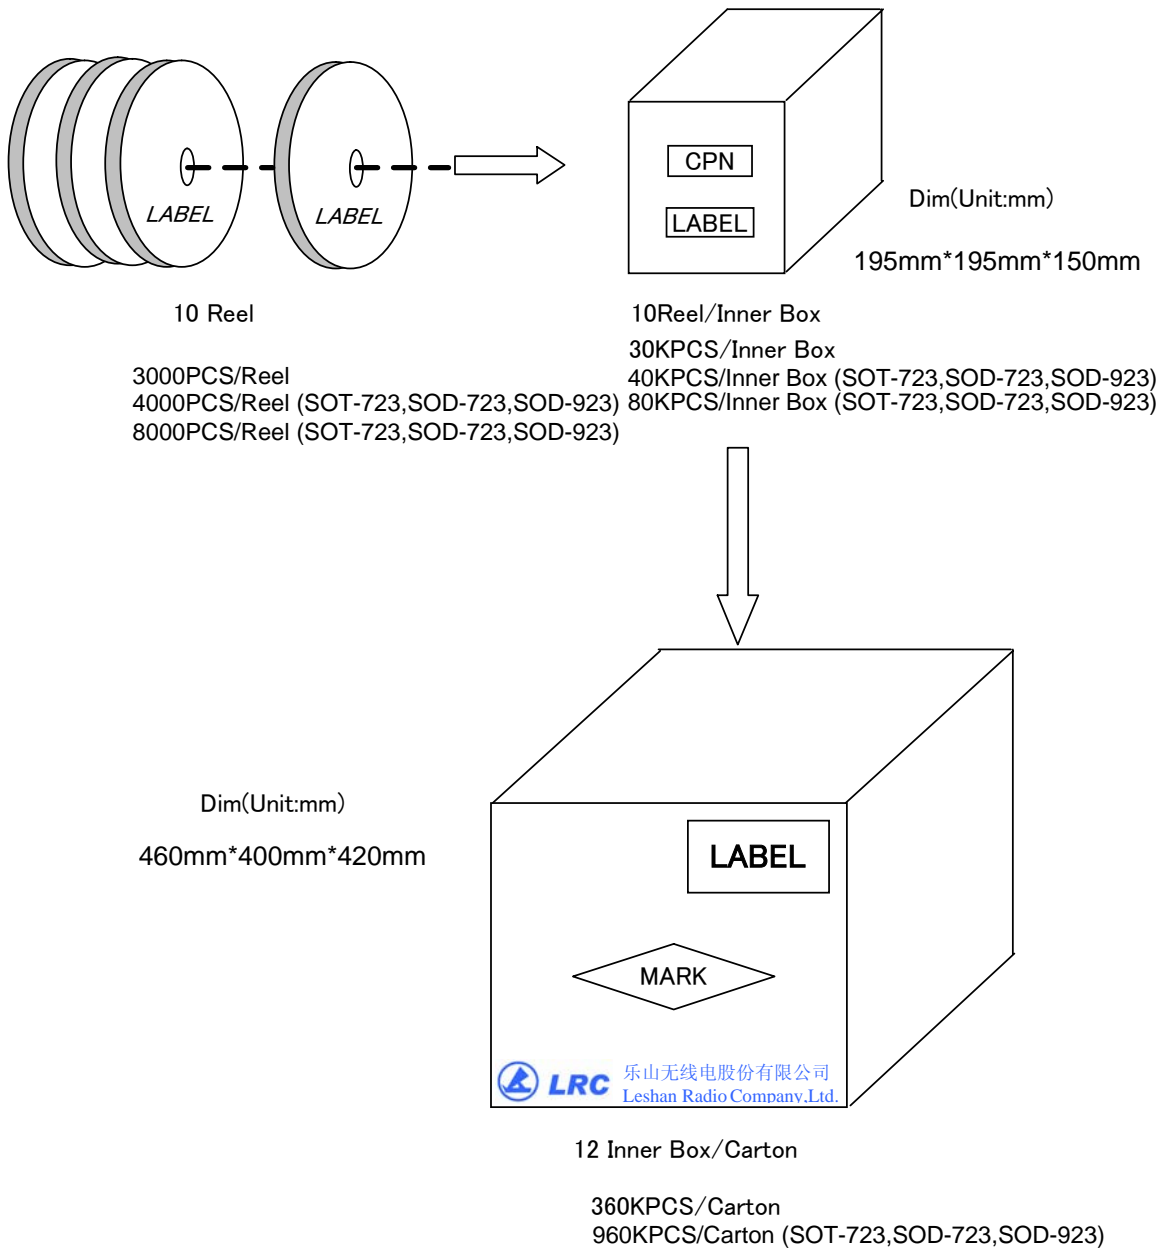 LABEL
LABEL
CPN
LABEL
Dim(Unit:mm)
195mm*195mm*150mm
10 Reel
3000PCS/Reel
4000PCS/Reel (SOT-723,SOD-723,SOD-923)
8000PCS/Reel (SOT-723,SOD-723,SOD-923)
10Reel/Inner Box
30KPCS/Inner Box
40KPCS/Inner Box (SOT-723,SOD-723,SOD-923)
80KPCS/Inner Box (SOT-723,SOD-723,SOD-923)
Dim(Unit:mm)
460mm*400mm*420mm
LABEL
MARK
LRC
乐山无线电股份有限公司
Leshan Radio Company,Ltd.
12 Inner Box/Carton
360KPCS/Carton
960KPCS/Carton (SOT-723,SOD-723,SOD-923)